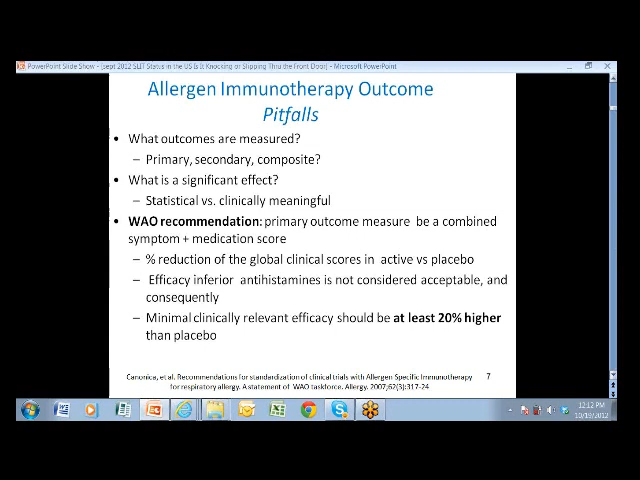 PowerPoint Slide Show - [sept 2012 SLIT Status in the US Is It Knocking or Slipping Thru the Front Door] - Microsoft PowerPoint
Allergen Immunotherapy Outcome
Pitfalls
• What outcomes are measured?
– Primary, secondary, composite?
• What is a significant effect?
– Statistical vs. clinically meaningful
• WAO recommendation: primary outcome measure be a combined
symptom + medication score
– % reduction of the global clinical scores in active vs placebo
– Efficacy inferior antihistamines is not considered acceptable, and
consequently
– Minimal clinically relevant efficacy should be at least 20% higher
than placebo
Canonica, et al. Recommendations for standardization of clinical trials with Allergen Specific Immunotherapy
for respiratory allergy. A statement of WAO taskforce. Allergy. 2007;62(3):317-24
7
12:12 PM
10/19/2012